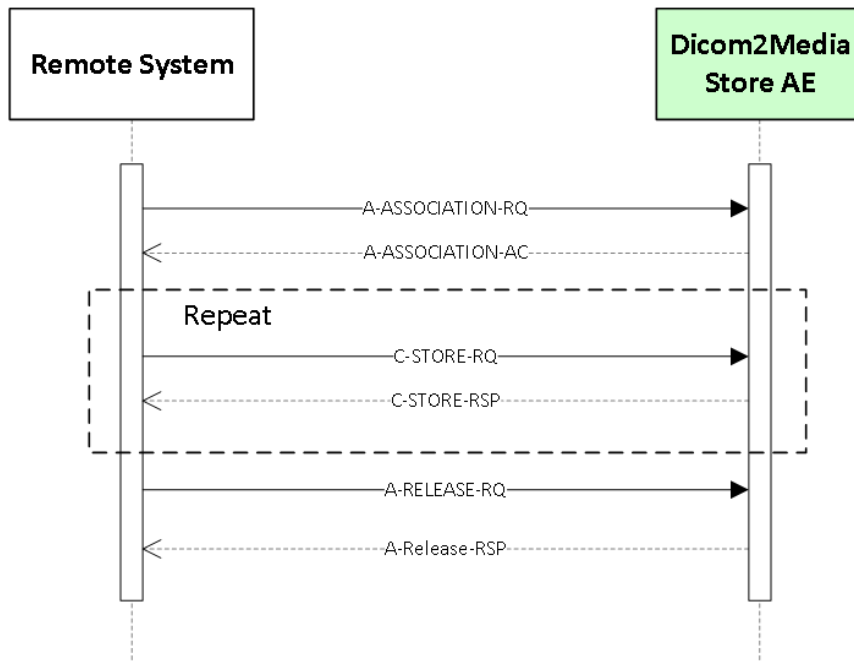 Remote System
Dicom2Media
Store AE
A-ASSOCIATION-RQ
A-ASSOCIATION-AC
Repeat
C-STORE-RQ
C-STORE-RSP
A-RELEASE-RQ
A-Release-RSP